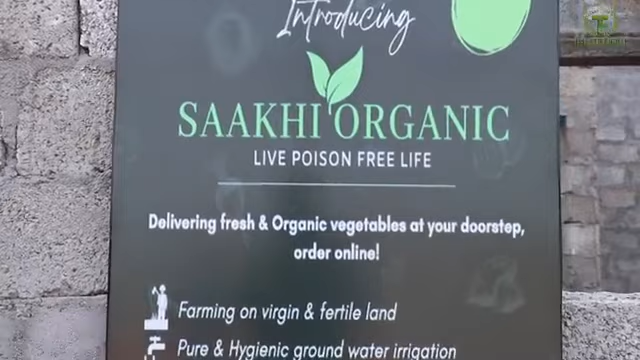 Introducing
SAAKHI ORGANIC
LIVE POISON FREE LIFE
Delivering fresh & Organic vegetables at your doorstep,
order online!
Farming on virgin & fertile land
Pure & Hygienic ground water irrigation